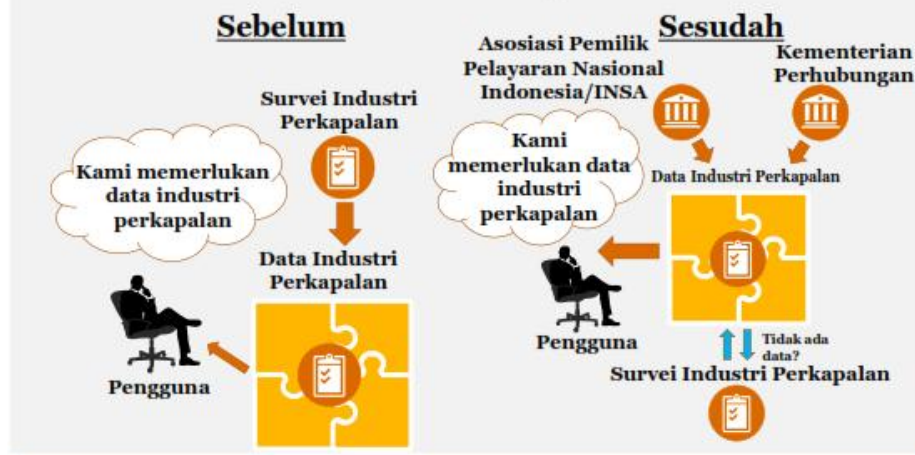 Sebelum
Survei Industri
Perkapalan
Kami memerlukan
data industri
perkapalan
Data Industri
Perkapalan
Pengguna
Sesudah
Asosiasi Pemilik
Pelayaran Nasional
Indonesia/INSA
Kementerian
Perhubungan
Kami
memerlukan data
industri
perkapalan
Data Industri Perkapalan
Pengguna
Tidak ada
data?
Survei Industri Perkapalan